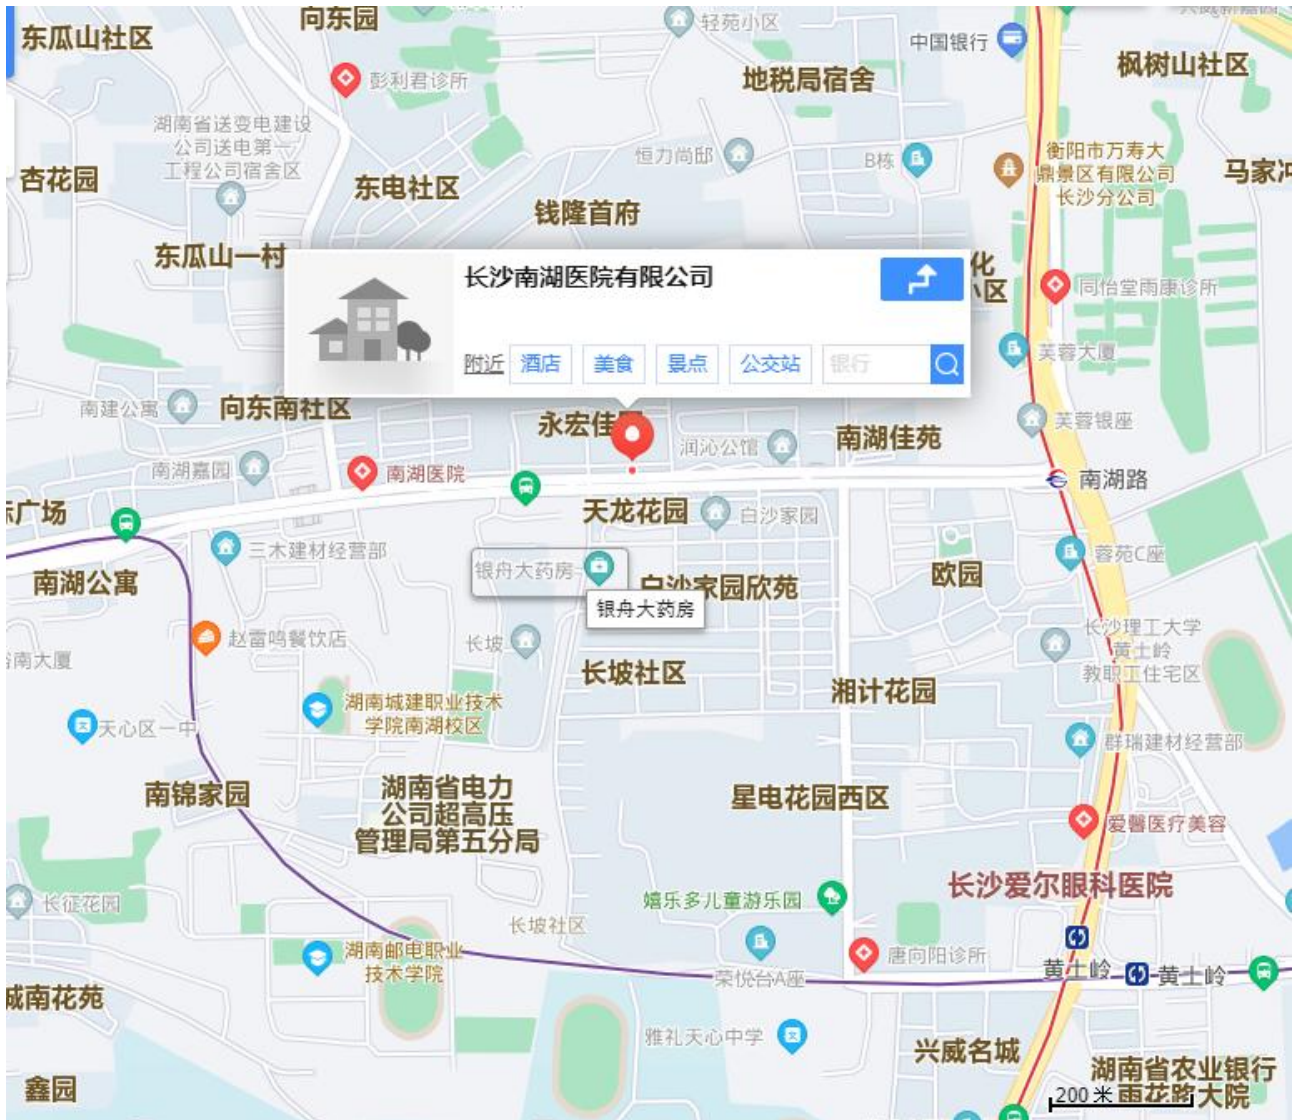 向东园
轻苑小区
东瓜山社区
中国银行
枫树山社区
彭利君诊所
地税局宿舍
湖南省送变电建设
公司送电第一
工程公司宿舍区
恒力尚邸
B栋
衡阳市万寿大
鼎景区有限公司
长沙分公司
马家冲
杏花园
东电社区
钱隆首府
东瓜山一村
长沙南湖医院有限公司
化
小区
同怡堂雨康诊所
附近
酒店
美食
景点
公交站
银行
芙蓉大厦
南建公寓
向东南社区
永宏佳园
润沁公馆
南湖佳苑
芙蓉银座
南湖嘉园
南湖医院
南湖路
广场
天龙花园
白沙家园
三木建材经营部
南湖公寓
银舟大药房
银舟大药房
白沙家园欣苑
欧园
蓉苑C座
赵雷鸣餐饮店
长坡
长沙理工大学
黄土岭
教职工住宅区
南大厦
长坡社区
湘计花园
湖南城建职业技术
学院南湖校区
天心区一中
群瑞建材经营部
南锦家园
湖南省电力
公司超高压
管理局第五分局
星电花园西区
爱馨医疗美容
长沙爱尔眼科医院
嬉乐多儿童游乐园
长征花园
长坡社区
湖南邮电职业
技术学院
唐向阳诊所
荣悦台A座
黄土岭
黄土岭
城南花苑
雅礼天心中学
兴威名城
湖南省农业银行
雨花路大院
200 米
鑫园